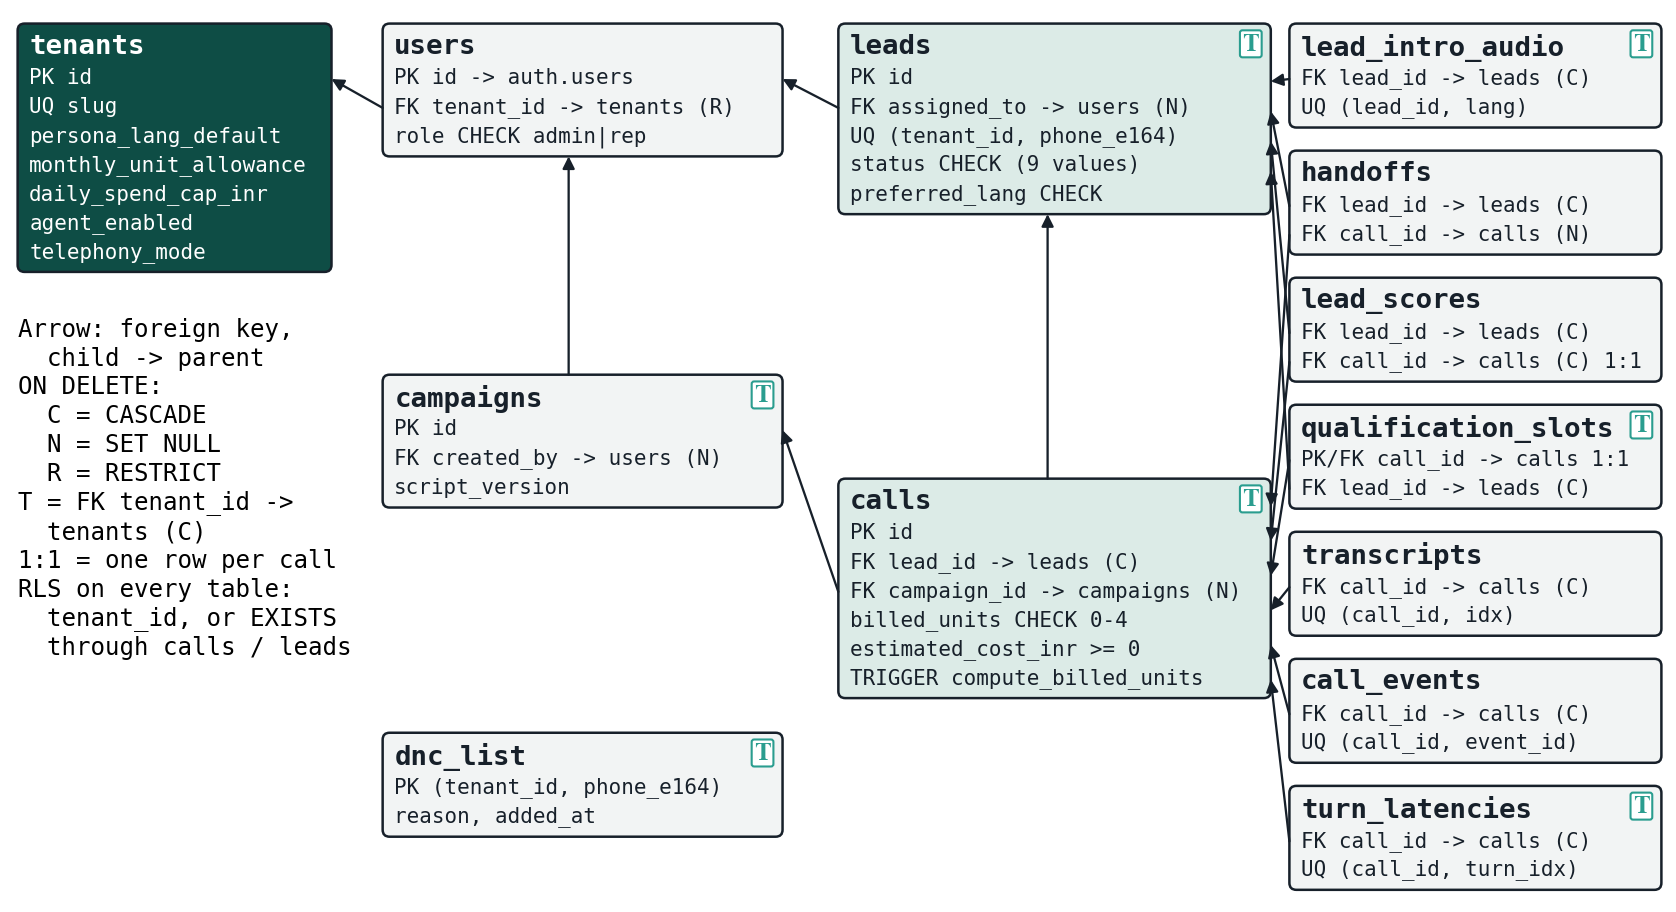 tenants
PK id
UQ slug
persona_lang_default
monthly_unit_allowance
daily_spend_cap_inr
agent_enabled
telephony_mode
Arrow: foreign key,
child -> parent
ON DELETE:
C = CASCADE
N = SET NULL
R = RESTRICT
T = FK tenant_id ->
tenants (C)
1:1 = one row per call
RLS on every table:
tenant_id, or EXISTS
through calls / leads
users
PK id -> auth.users
FK tenant_id -> tenants (R)
role CHECK admin|rep
campaigns T
PK id
FK created_by -> users (N)
script_version
dnc_list T
PK (tenant_id, phone_e164)
reason, added_at
leads T
PK id
FK assigned_to -> users (N)
UQ (tenant_id, phone_e164)
status CHECK (9 values)
preferred_lang CHECK
calls T
PK id
FK lead_id -> leads (C)
FK campaign_id -> campaigns (N)
billed_units CHECK 0-4
estimated_cost_inr >= 0
TRIGGER compute_billed_units
lead_intro_audio T
FK lead_id -> leads (C)
UQ (lead_id, lang)
handoffs
FK lead_id -> leads (C)
FK call_id -> calls (N)
lead_scores
FK lead_id -> leads (C)
FK call_id -> calls (C) 1:1
qualification_slots T
PK/FK call_id -> calls 1:1
FK lead_id -> leads (C)
transcripts
FK call_id -> calls (C)
UQ (call_id, idx)
call_events
FK call_id -> calls (C)
UQ (call_id, event_id)
turn_latencies T
FK call_id -> calls (C)
UQ (call_id, turn_idx)